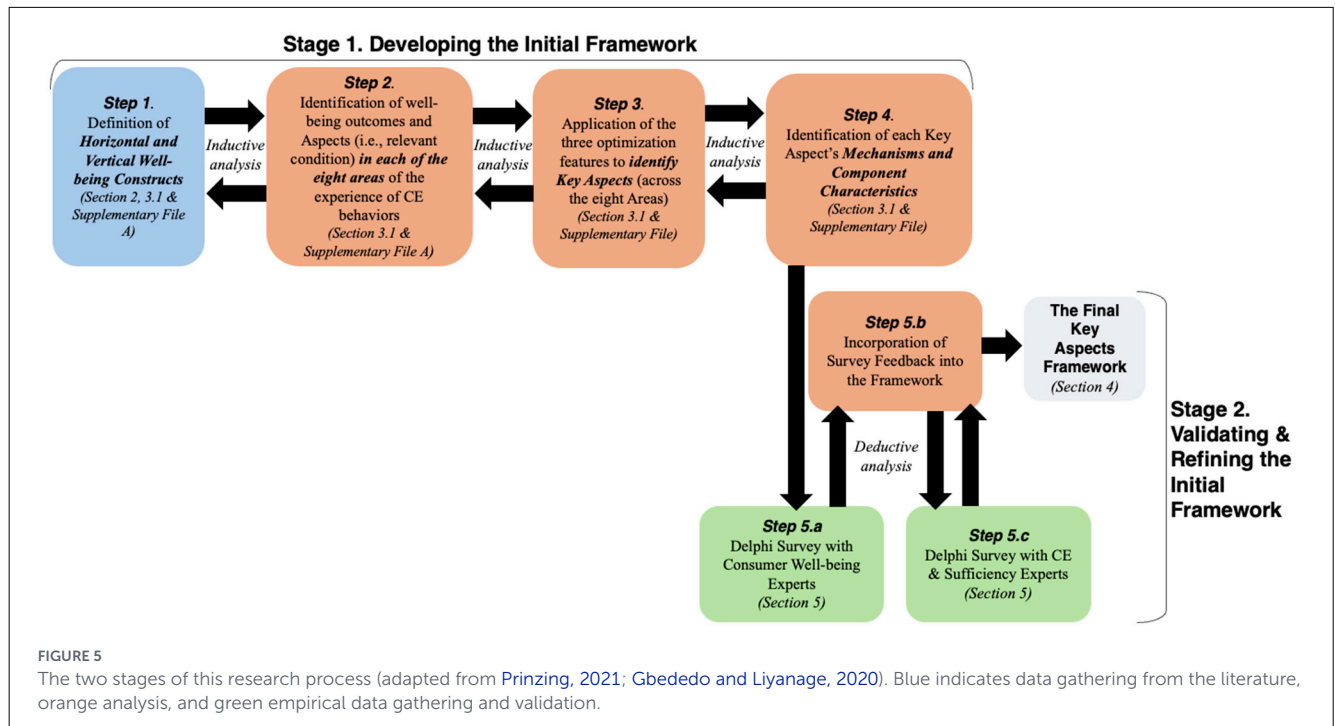 Stage 1. Developing the Initial Framework
Step 1.
Definition of
Horizontal and
Vertical Well-
being Constructs
(Section 2, 3.1 &
Supplementary File
A)
Inductive
analysis
Step 2.
Identification of well-
being outcomes and
Aspects (i.e., relevant
condition) in each of the
eight areas of the
experience of CE
behaviors
(Section 3.1 &
Supplementary File A)
Inductive
analysis
Step 3.
Application of the
three optimization
features to identify
Key Aspects (across
the eight Areas)
(Section 3.1 &
Supplementary File)
Inductive
analysis
Step 4.
Identification of each Key
Aspect's Mechanisms and
Component
Characteristics
(Section 3.1 &
Supplementary File)
Step 5.b
Incorporation of
Survey Feedback into
the Framework
The Final
Key
Aspects
Framework
(Section 4)
Stage 2.
Validating &
Refining the
Initial
Framework
Deductive
analysis
Step 5.a
Delphi Survey with
Consumer Well-being
Experts
(Section 5)
Step 5.c
Delphi Survey with CE
& Sufficiency Experts
(Section 5)
FIGURE 5
The two stages of this research process (adapted from Prinzing, 2021; Gbededo and Liyanage, 2020). Blue indicates data gathering from the literature,
orange analysis, and green empirical data gathering and validation.